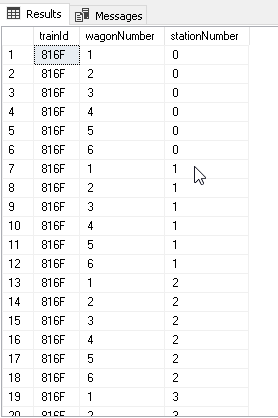 Results Messages
trainId wagonNumber stationNumber
1 816F 1 0
2 816F 2 0
3 816F 3 0
4 816F 4 0
5 816F 5 0
6 816F 6 0
7 816F 1 1
8 816F 2 1
9 816F 3 1
10 816F 4 1
11 816F 5 1
12 816F 6 1
13 816F 1 2
14 816F 2 2
15 816F 3 2
16 816F 4 2
17 816F 5 2
18 816F 6 2
19 816F 1 3
20 816F 2 3